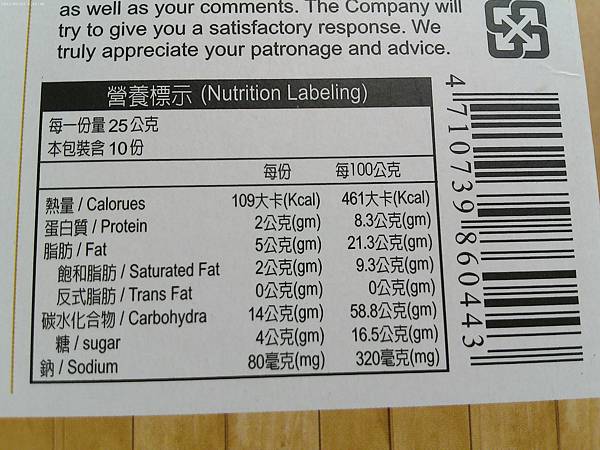 as well as your comments. The Company will
try to give you a satisfactory response. We
truly appreciate your patronage and advice.
營養標示 (Nutrition Labeling)
每一份量25公克
本包裝含10份
每份 每100公克
熱量 / Calorues 109大卡(Kcal) 461大卡(Kcal)
蛋白質 / Protein 2公克(gm) 8.3公克(gm)
脂肪 / Fat 5公克(gm) 21.3公克(gm)
飽和脂肪 / Saturated Fat 2公克(gm) 9.3公克(gm)
反式脂肪 / Trans Fat 0公克(gm) 0公克(gm)
碳水化合物 / Carbohydra 14公克(gm) 58.8公克(gm)
糖 / sugar 4公克(gm) 16.5公克(gm)
鈉 / Sodium 80毫克(mg) 320毫克(mg)
4 710739 860443